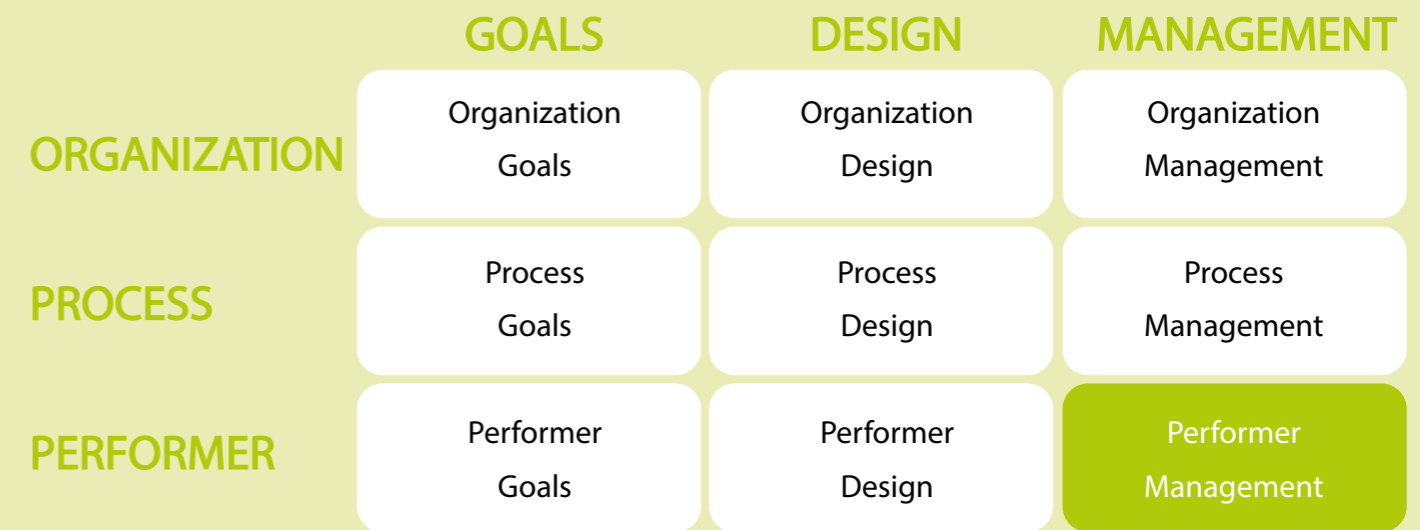 GOALS DESIGN MANAGEMENT
ORGANIZATION
Organization
Goals
Organization
Design
Organization
Management
PROCESS
Process
Goals
Process
Design
Process
Management
PERFORMER
Performer
Goals
Performer
Design
Performer
Management